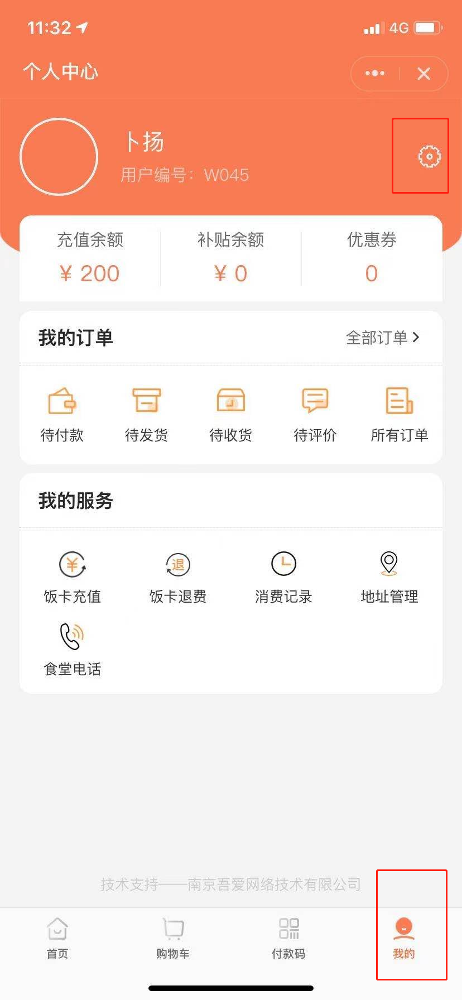 11:32 4G
个人中心
卜扬
用户编号：W045
充值余额 补贴余额 优惠券
¥ 200 ¥ 0 0
我的订单 全部订单
待付款 待发货 待收货 待评价 所有订单
我的服务
¥ 退
饭卡充值 饭卡退费 消费记录 地址管理
食堂电话
技术支持——南京吾爱网络技术有限公司
首页 购物车 付款码 我的